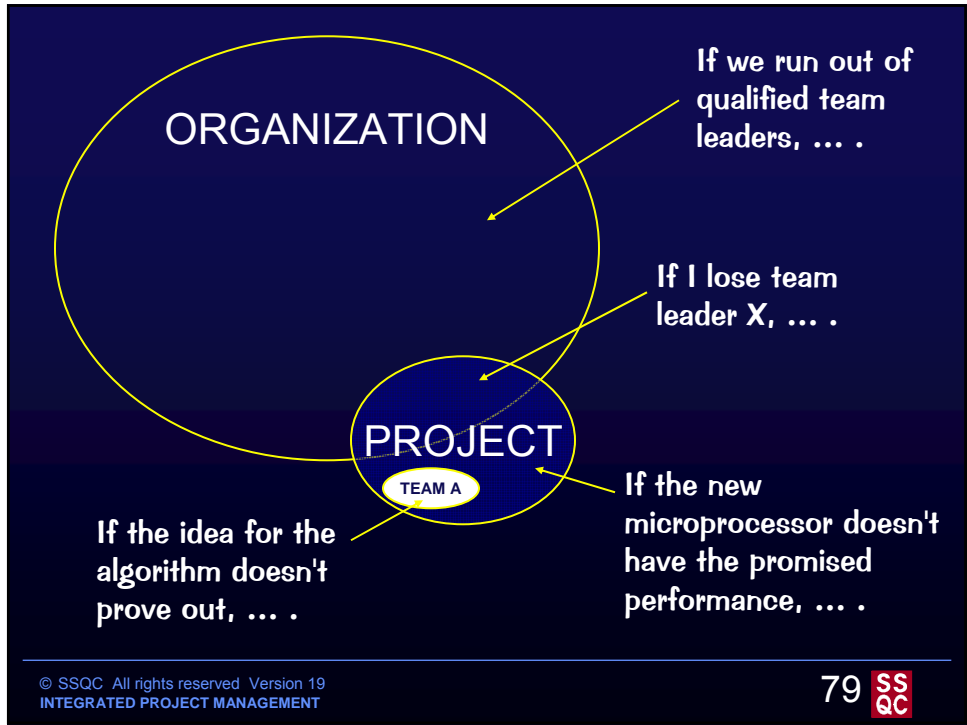 ORGANIZATION
If we run out of
qualified team
leaders, ... .
If I lose team
leader X, ... .
PROJECT
TEAM A
If the idea for the
algorithm doesn't
prove out, ... .
If the new
microprocessor doesn't
have the promised
performance, ... .
© SSQC All rights reserved Version 19
INTEGRATED PROJECT MANAGEMENT
79
SS
QC